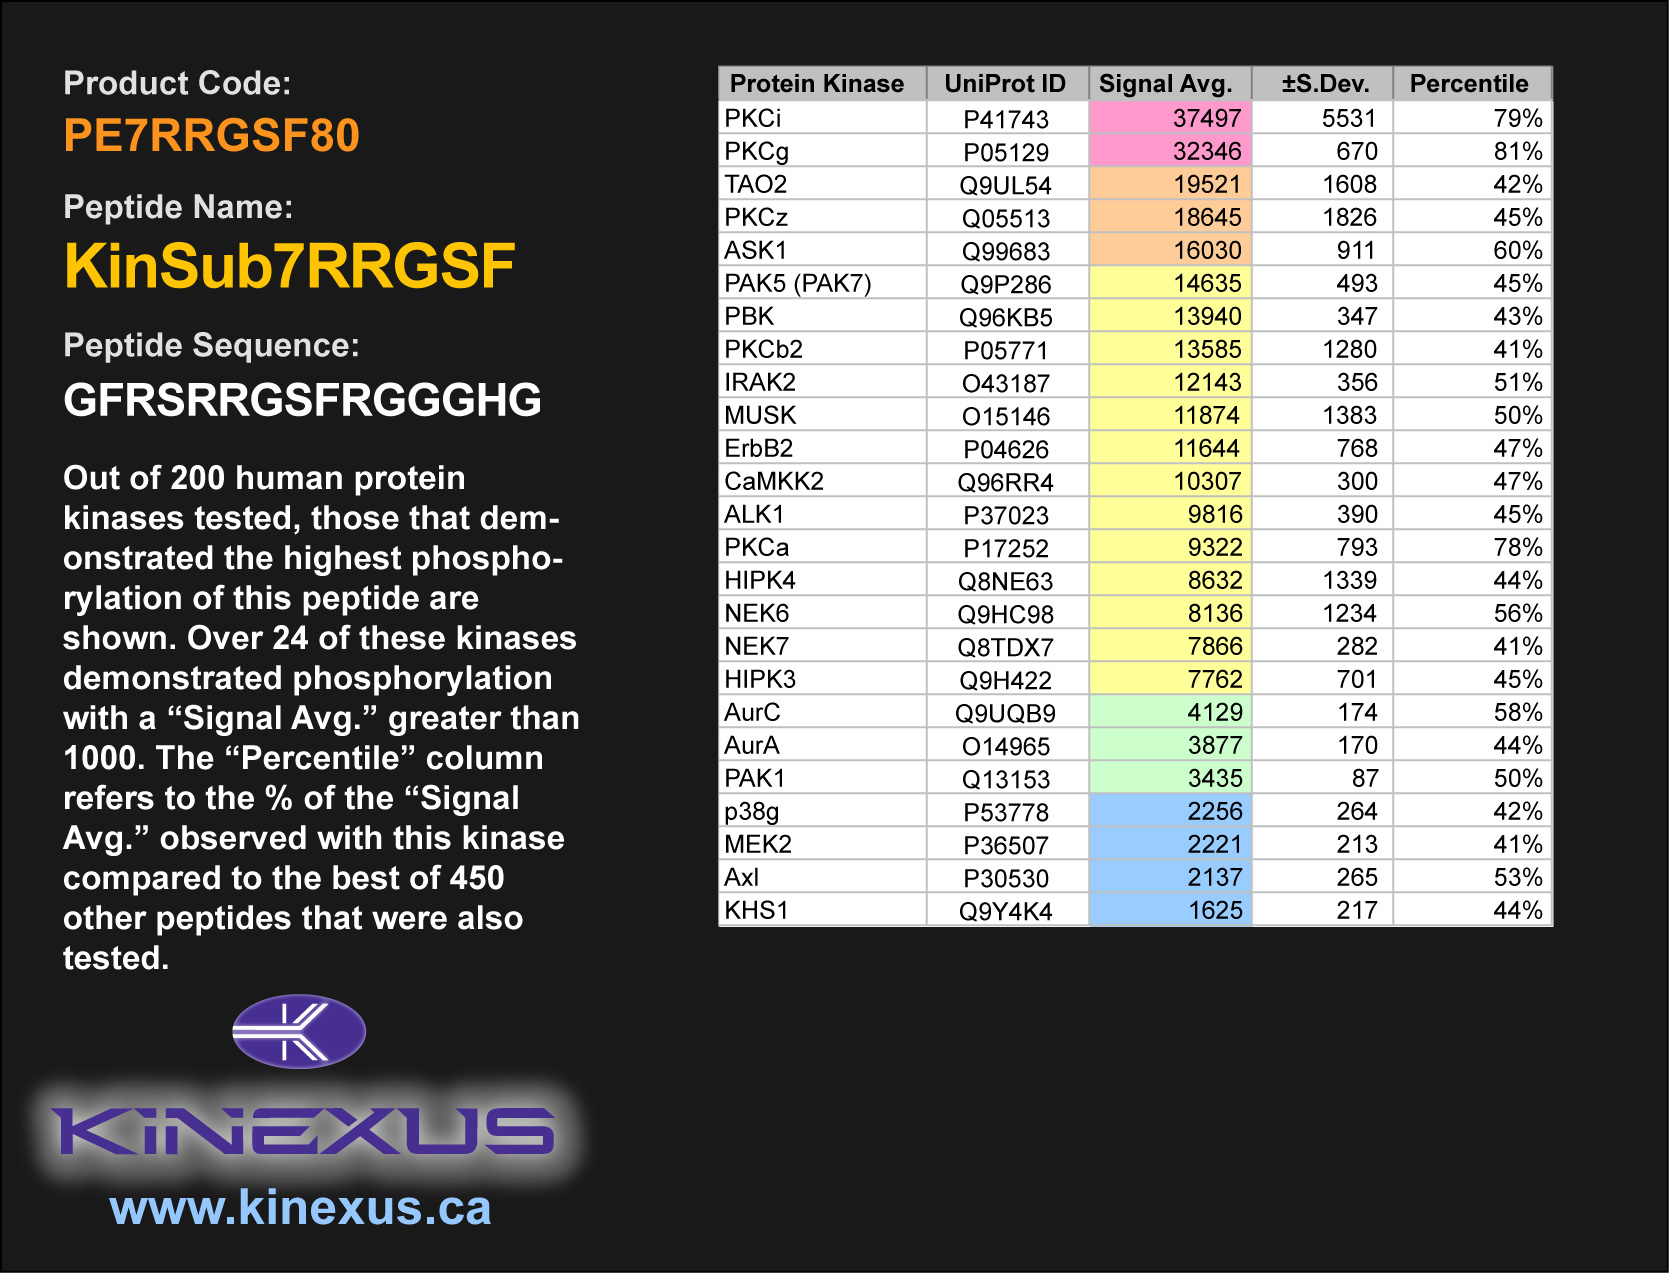 Product Code:
PE7RRGSF80
Peptide Name:
KinSub7RRGSF
Peptide Sequence:
GFRSRRGSFRGGGHG
Out of 200 human protein
kinases tested, those that dem-
onstrated the highest phospho-
rylation of this peptide are
shown. Over 24 of these kinases
demonstrated phosphorylation
with a “Signal Avg.” greater than
1000. The “Percentile” column
refers to the % of the “Signal
Avg.” observed with this kinase
compared to the best of 450
other peptides that were also
tested.
KINEXUS
www.kinexus.ca
Protein Kinase UniProt ID Signal Avg. ±S.Dev. Percentile
PKCi P41743 37497 5531 79%
PKCg P05129 32346 670 81%
TAO2 Q9UL54 19521 1608 42%
PKCz Q05513 18645 1826 45%
ASK1 Q99683 16030 911 60%
PAK5 (PAK7) Q9P286 14635 493 45%
PBK Q96KB5 13940 347 43%
PKCb2 P05771 13585 1280 41%
IRAK2 O43187 12143 356 51%
MUSK O15146 11874 1383 50%
ErbB2 P04626 11644 768 47%
CaMKK2 Q96RR4 10307 300 47%
ALK1 P37023 9816 390 45%
PKCa P17252 9322 793 78%
HIPK4 Q8NE63 8632 1339 44%
NEK6 Q9HC98 8136 1234 56%
NEK7 Q8TDX7 7866 282 41%
HIPK3 Q9H422 7762 701 45%
AurC Q9UQB9 4129 174 58%
AurA O14965 3877 170 44%
PAK1 Q13153 3435 87 50%
p38g P53778 2256 264 42%
MEK2 P36507 2221 213 41%
Axl P30530 2137 265 53%
KHS1 Q9Y4K4 1625 217 44%